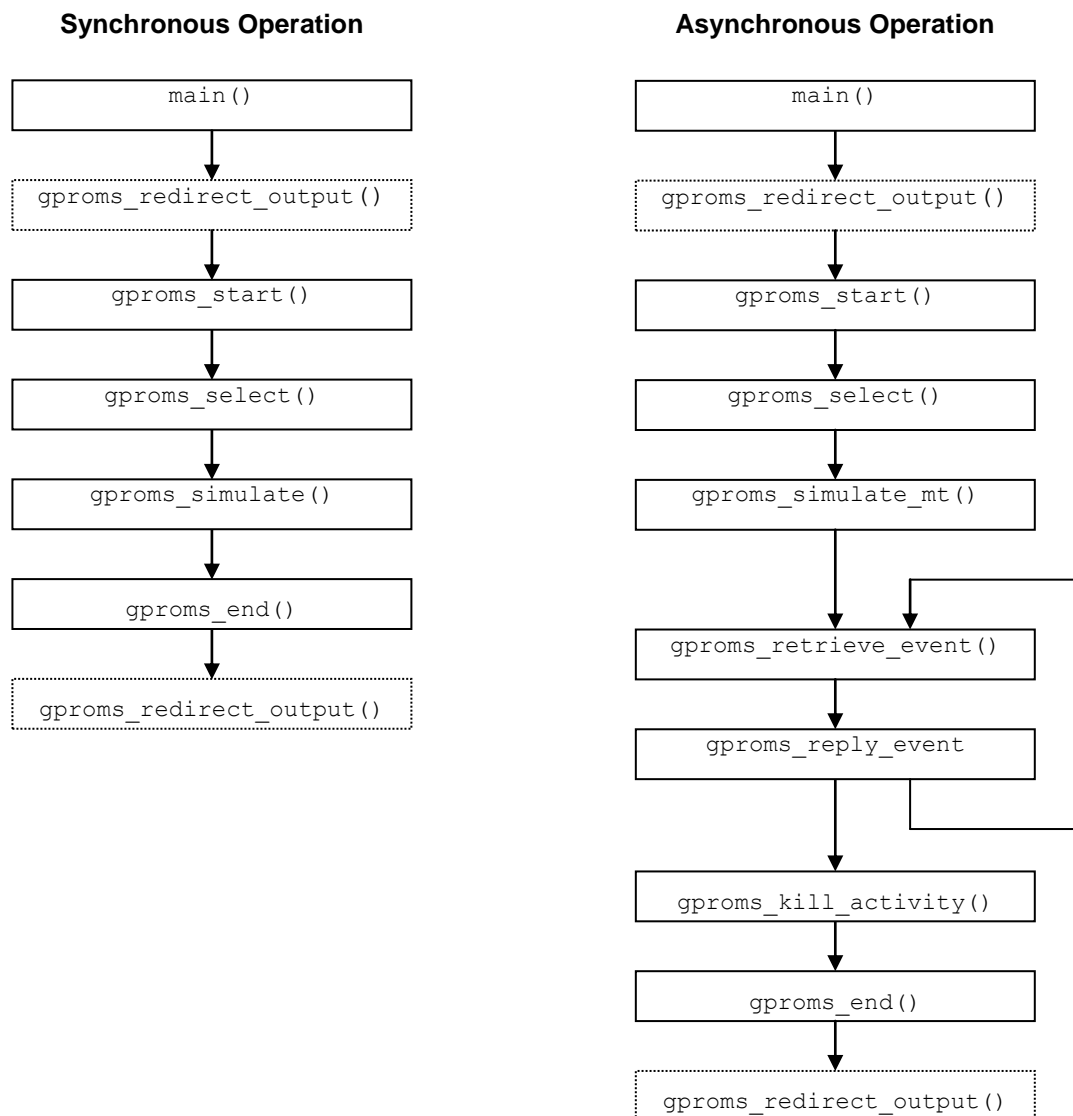 Synchronous Operation
main()
gproms_redirect_output()
gproms_start()
gproms_select()
gproms_simulate()
gproms_end()
gproms_redirect_output()
Asynchronous Operation
main()
gproms_redirect_output()
gproms_start()
gproms_select()
gproms_simulate_mt()
gproms_retrieve_event()
gproms_reply_event
gproms_kill_activity()
gproms_end()
gproms_redirect_output()